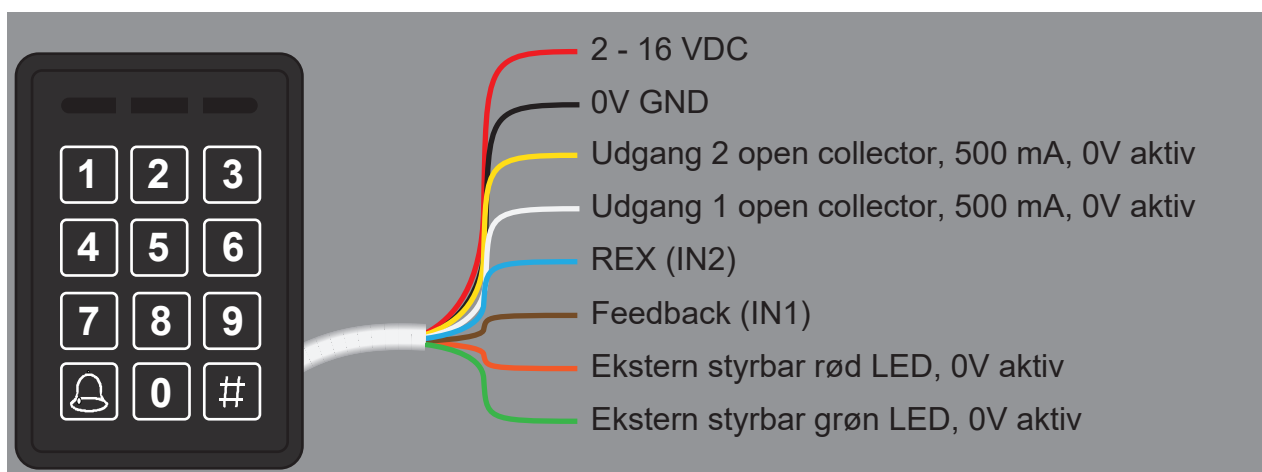 2 - 16 VDC
0V GND
Udgang 2 open collector, 500 mA, 0V aktiv
Udgang 1 open collector, 500 mA, 0V aktiv
REX (IN2)
Feedback (IN1)
Ekstern styrbar rød LED, 0V aktiv
Ekstern styrbar grøn LED, 0V aktiv
1 2 3
4 5 6
7 8 9
0 #